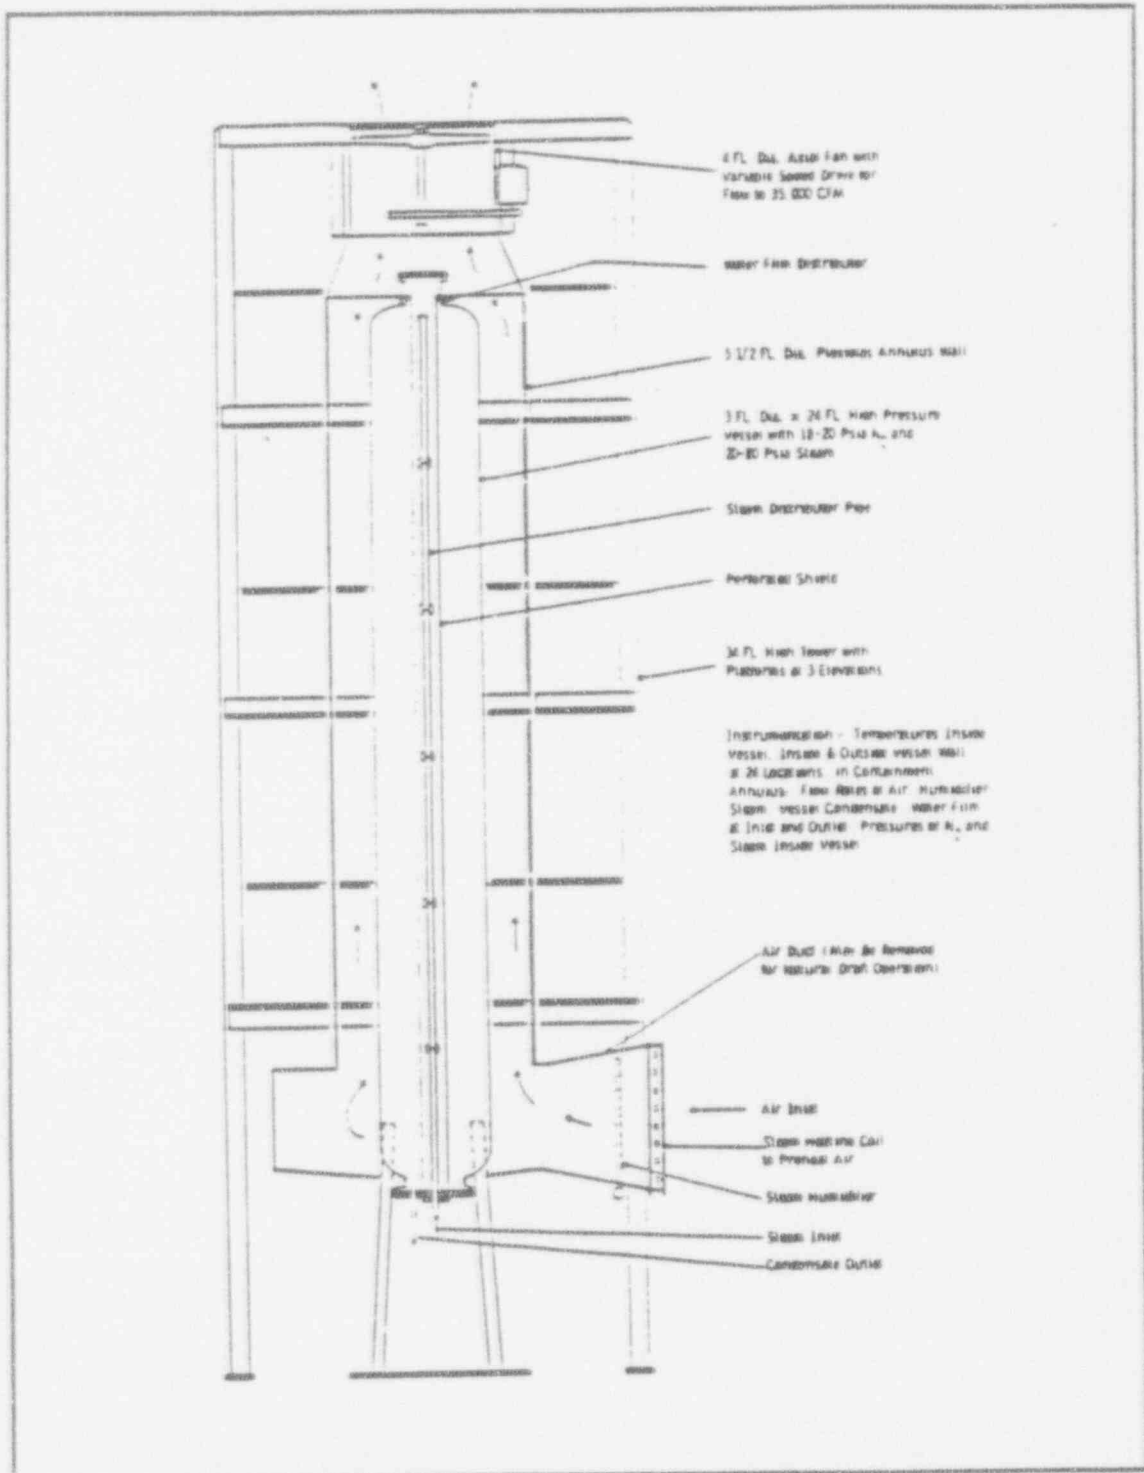 4 Ft. Dia. Axial Fan with
Variable Speed Drive for
Flow to 35,000 CFM
Water Film Distributor
5 1/2 Ft. Dia. Plexiglas Annulus Wall
3 Ft. Dia. x 24 Ft. High Pressure
Vessel with 18-20 Psia and
20-80 Psia Steam
Steam Distributor Pipe
Perforated Shield
34 Ft. High Tower with
Platforms at 3 Elevations
Instrumentation - Temperatures Inside
Vessel, Inside & Outside Vessel Wall
at 24 Locations, in Containment
Annulus. Flow Rates of Air, Humidifier
Steam, Vessel Condensate, Water Film
at Inlet and Outlet. Pressures of and
Steam Inside Vessel
Air Duct (May Be Removed
for Natural Draft Operation)
Air Inlet
Steam Heating Coil
to Preheat Air
Steam Humidifier
Steam Inlet
Condensate Outlet